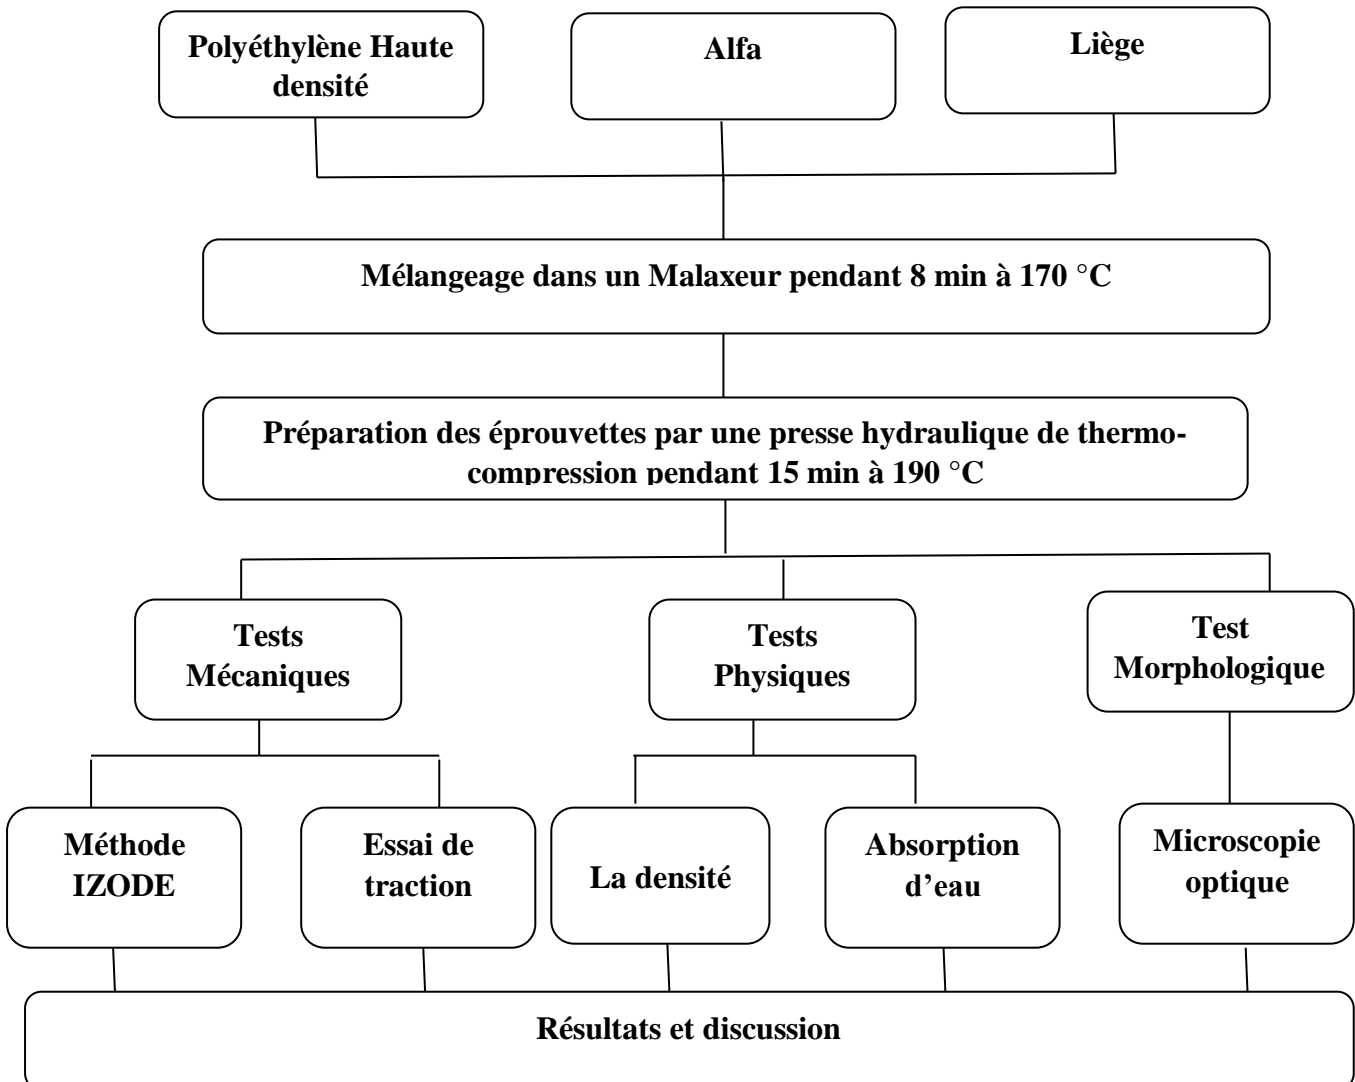 Polyéthylène Haute
densité
Alfa
Liège
Mélangeage dans un Malaxeur pendant 8 min à 170 °C
Préparation des éprouvettes par une presse hydraulique de thermo-
compression pendant 15 min à 190 °C
Tests
Mécaniques
Tests
Physiques
Test
Morphologique
Méthode
IZODE
Essai de
traction
La densité
Absorption
d’eau
Microscopie
optique
Résultats et discussion